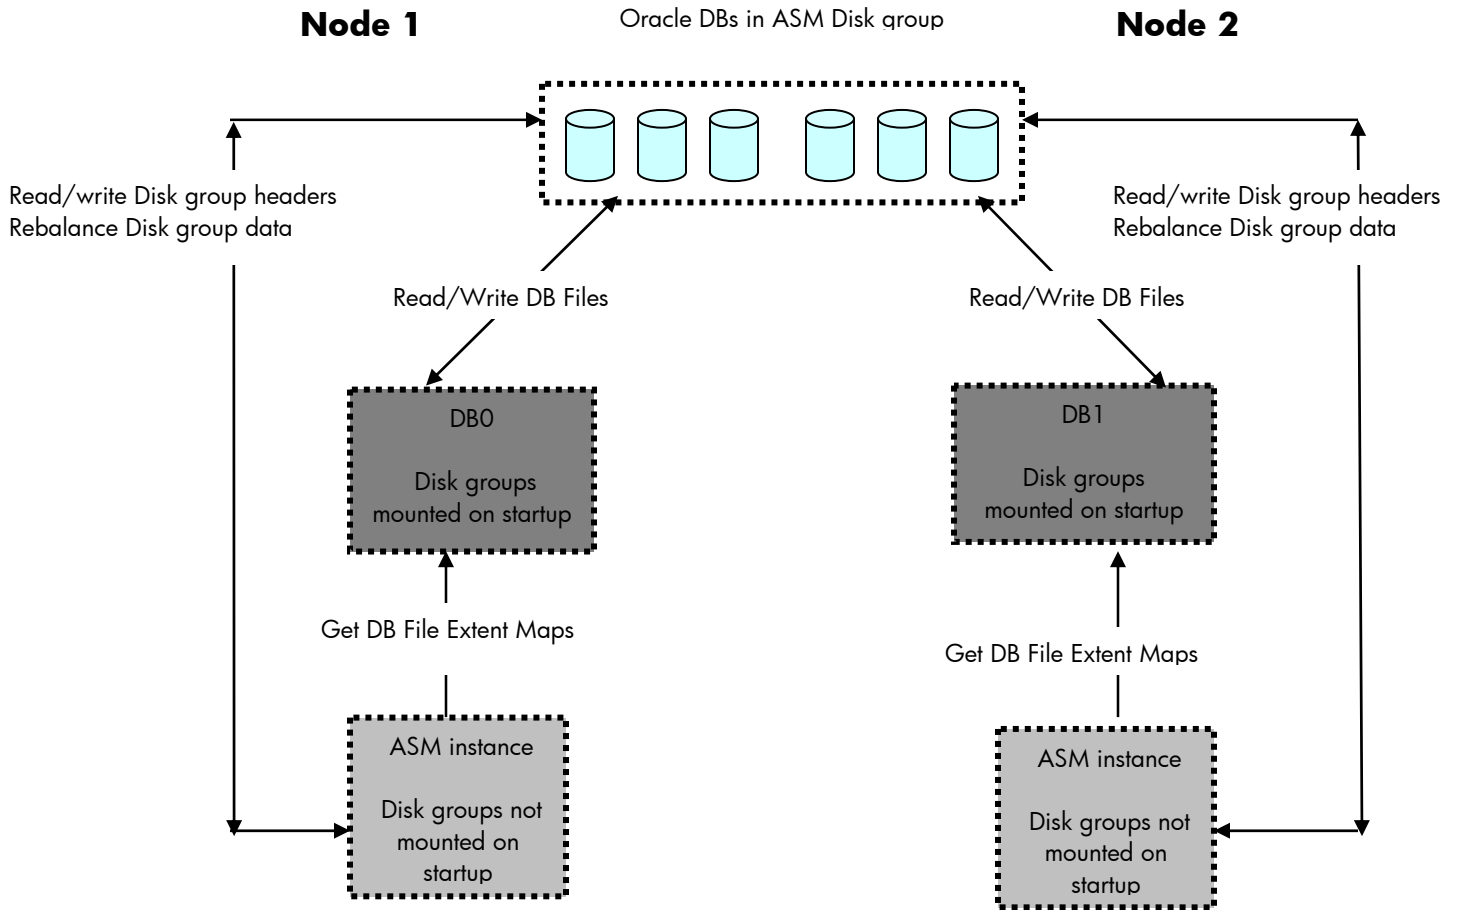 Node 1
Oracle DBs in ASM Disk group
Node 2
Read/write Disk group headers
Rebalance Disk group data
Read/write Disk group headers
Rebalance Disk group data
Read/Write DB Files
Read/Write DB Files
DB0
Disk groups
mounted on startup
DB1
Disk groups
mounted on startup
Get DB File Extent Maps
Get DB File Extent Maps
ASM instance
Disk groups not
mounted on
startup
ASM instance
Disk groups not
mounted on
startup